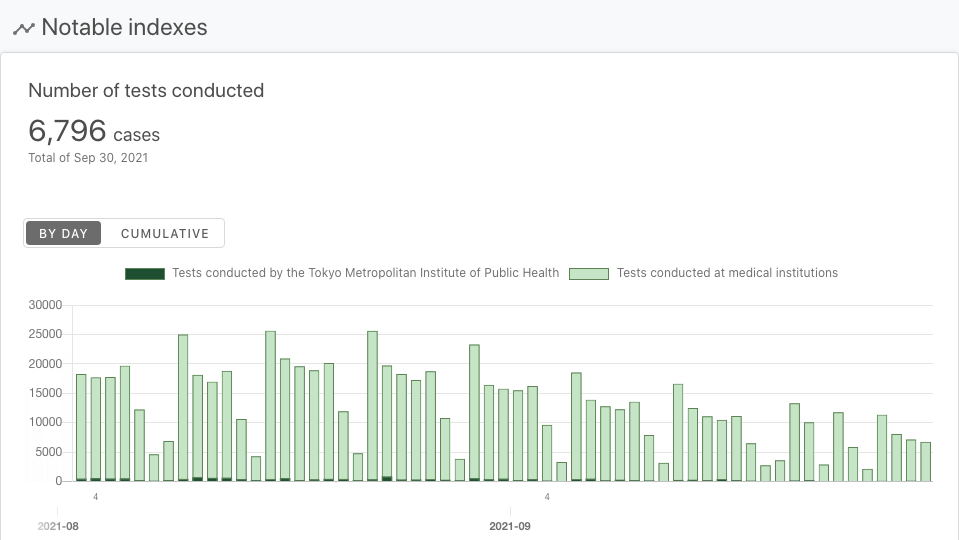 Notable indexes
Number of tests conducted
6,796 cases
Total of Sep 30, 2021
BY DAY CUMULATIVE
Tests conducted by the Tokyo Metropolitan Institute of Public Health Tests conducted at medical institutions
30000
25000
20000
15000
10000
5000
0
4 4
2021-08 2021-09